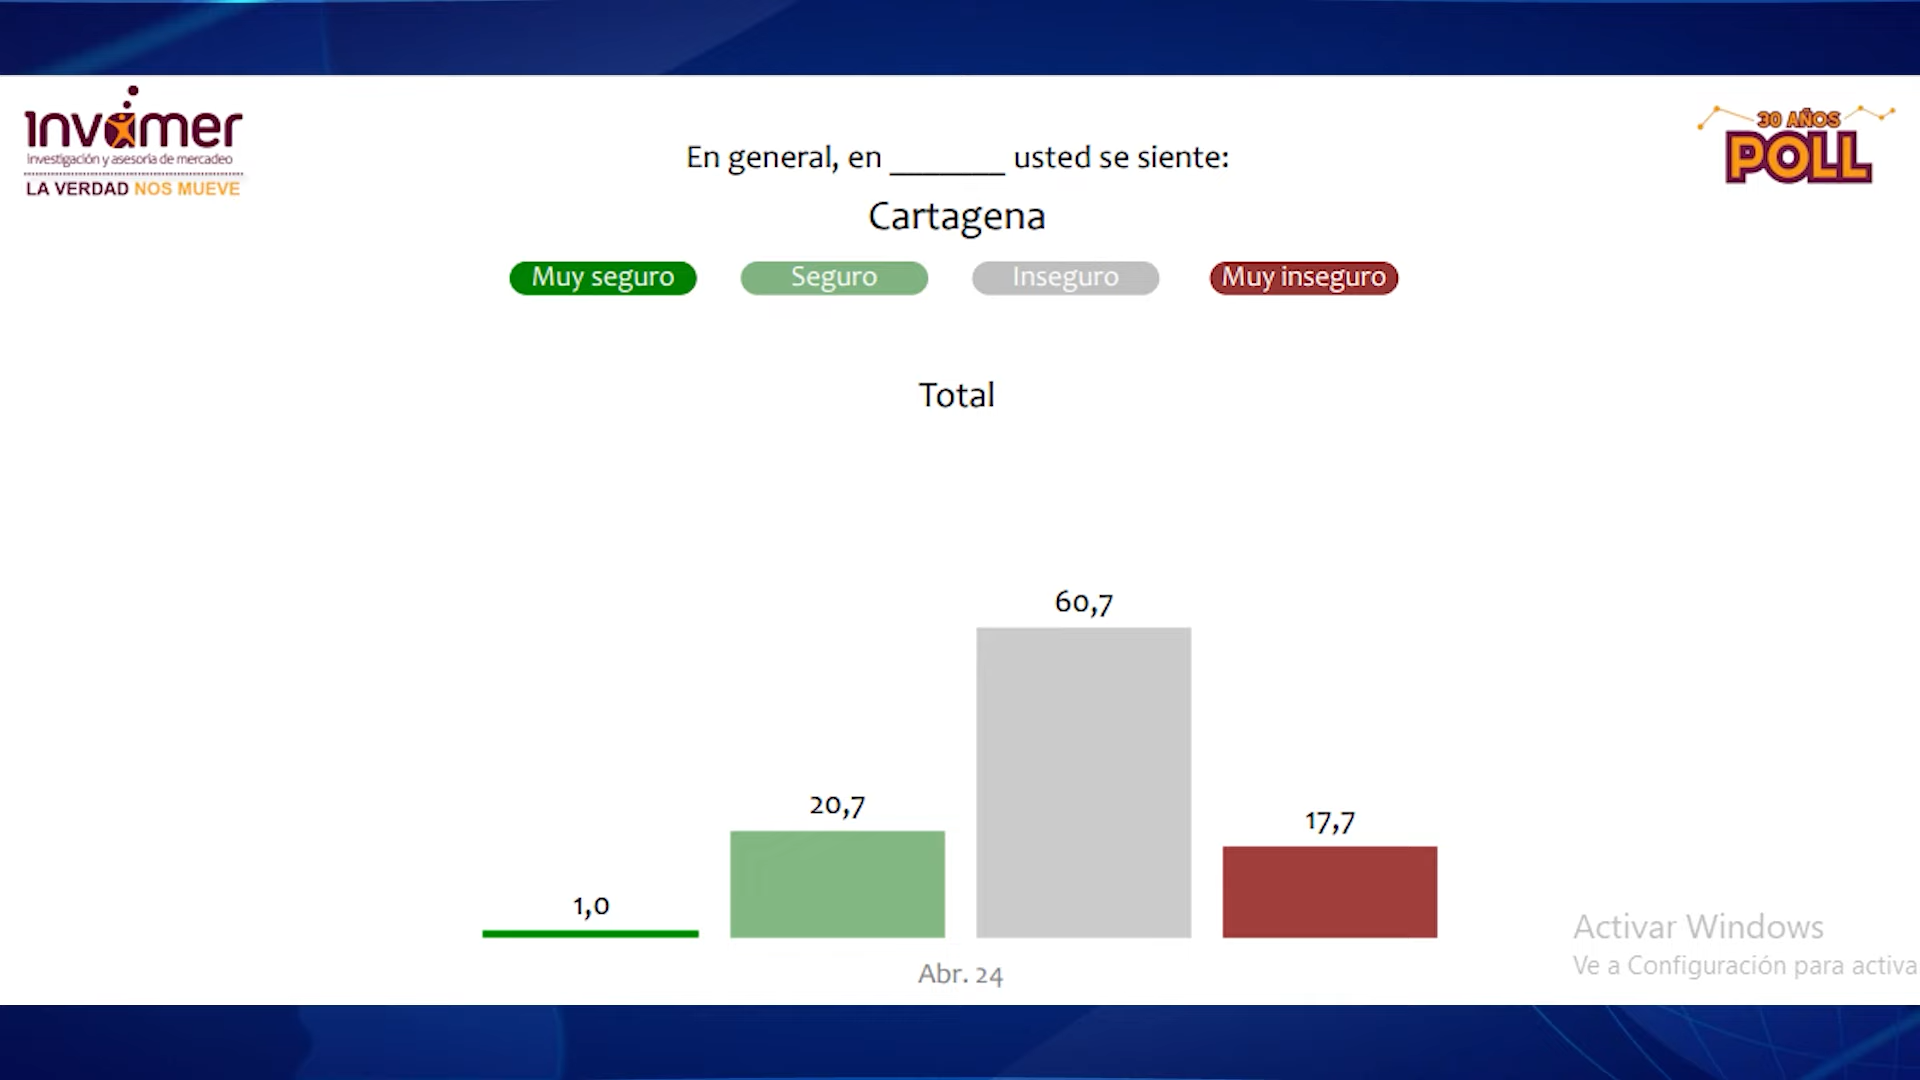 invamer
Investigación y asesoría de mercadeo
LA VERDAD NOS MUEVE
30 AÑOS
POLL
En general, en _______ usted se siente:
Cartagena
Muy seguro Seguro Inseguro Muy inseguro
Total
60,7
20,7
17,7
1,0
Abr. 24
Activar Windows
Ve a Configuración para activa